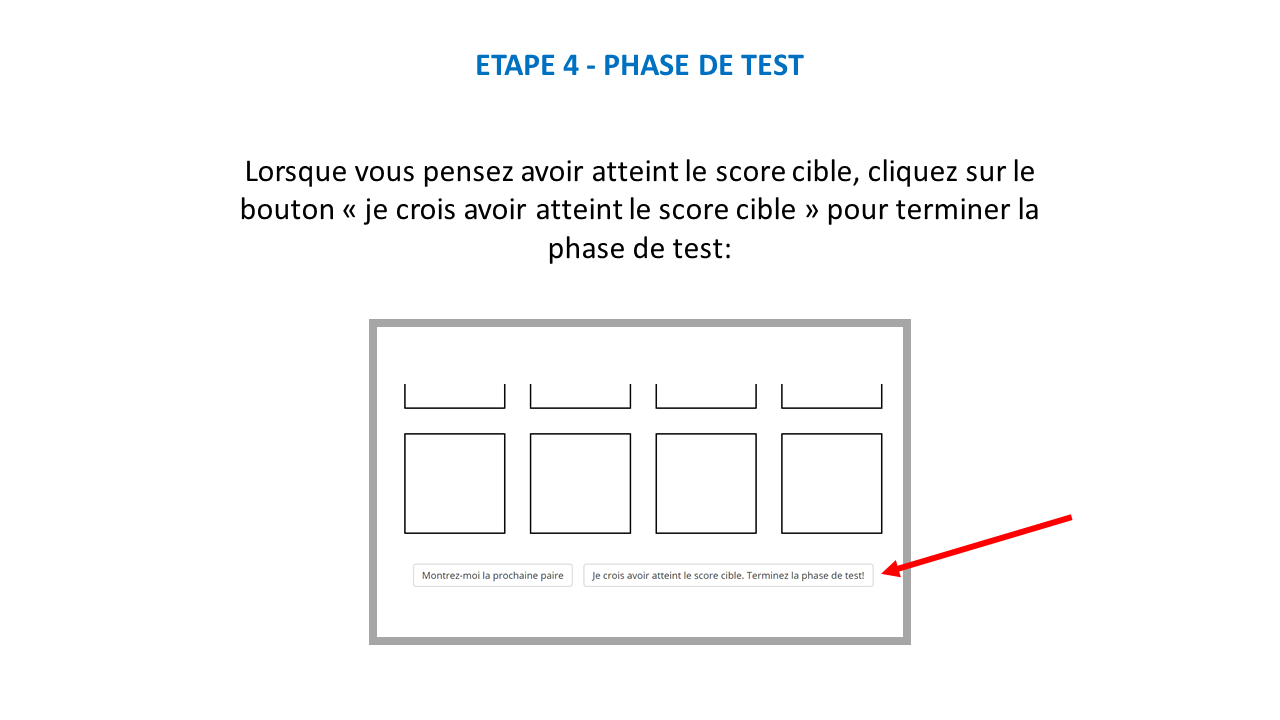 ETAPE 4 - PHASE DE TEST
Lorsque vous pensez avoir atteint le score cible, cliquez sur le
bouton « je crois avoir atteint le score cible » pour terminer la
phase de test:
Montrez-moi la prochaine paire
Je crois avoir atteint le score cible. Terminez la phase de test!